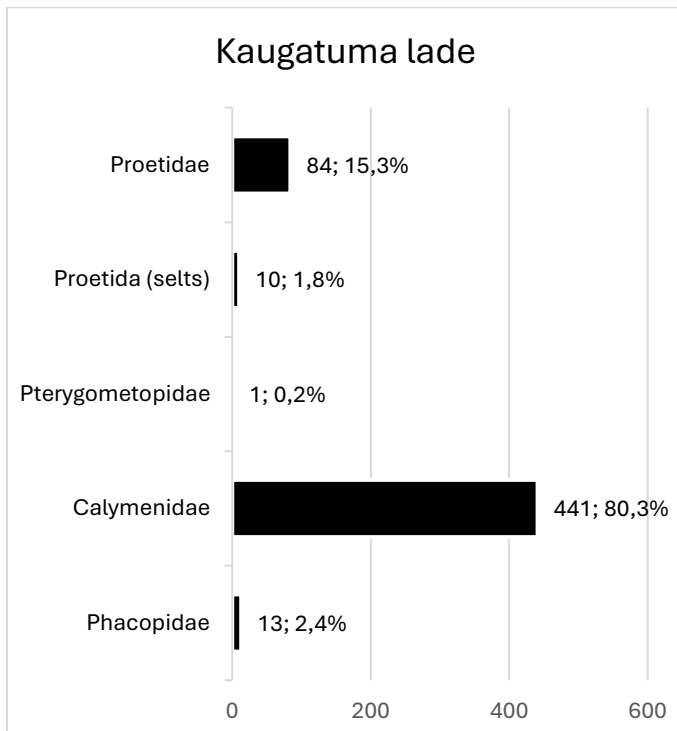 Kaugatuma lade
Proetidae 84; 15,3%
Proetida (selts) 10; 1,8%
Pterygometopidae 1; 0,2%
Calymenidae 441; 80,3%
Phacopidae 13; 2,4%
0 200 400 600